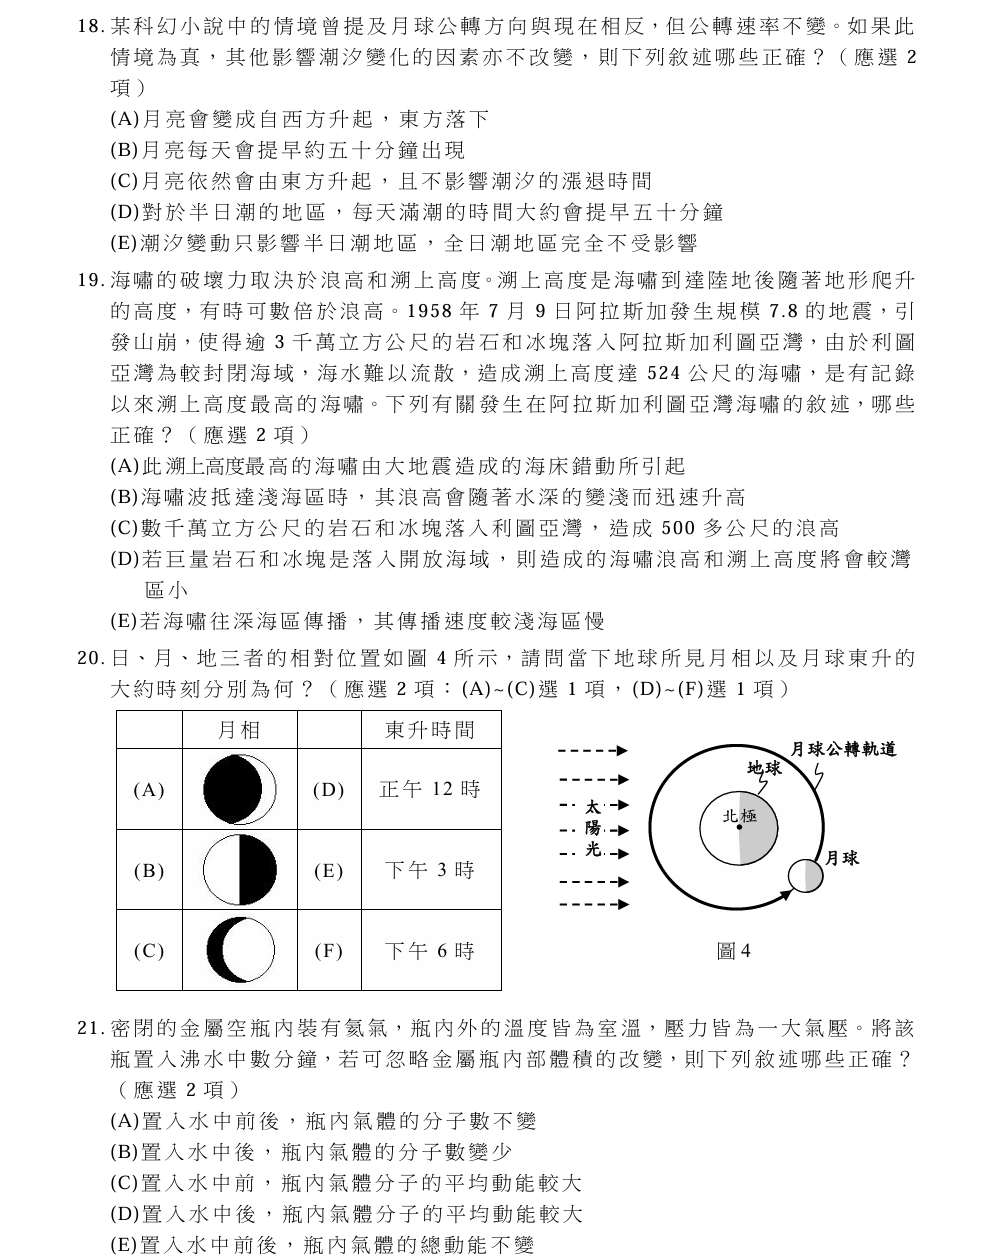 18. 某科幻小說中的情境曾提及月球公轉方向與現在相反，但公轉速率不變。如果此
情境為真，其他影響潮汐變化的因素亦不改變，則下列敘述哪些正確？（應選 2
項）
(A)月亮會變成自西方升起，東方落下
(B)月亮每天會提早約五十分鐘出現
(C)月亮依然會由東方升起，且不影響潮汐的漲退時間
(D)對於半日潮的地區，每天滿潮的時間大約會提早五十分鐘
(E)潮汐變動只影響半日潮地區，全日潮地區完全不受影響
19. 海嘯的破壞力取決於浪高和溯上高度。溯上高度是海嘯到達陸地後隨著地形爬升
的高度，有時可數倍於浪高。1958 年 7 月 9 日阿拉斯加發生規模 7.8 的地震，引
發山崩，使得逾 3 千萬立方公尺的岩石和冰塊落入阿拉斯加利圖亞灣，由於利圖
亞灣為較封閉海域，海水難以流散，造成溯上高度達 524 公尺的海嘯，是有記錄
以來溯上高度最高的海嘯。下列有關發生在阿拉斯加利圖亞灣海嘯的敘述，哪些
正確？（應選 2 項）
(A)此溯上高度最高的海嘯由大地震造成的海床錯動所引起
(B)海嘯波抵達淺海區時，其浪高會隨著水深的變淺而迅速升高
(C)數千萬立方公尺的岩石和冰塊落入利圖亞灣，造成 500 多公尺的浪高
(D)若巨量岩石和冰塊是落入開放海域，則造成的海嘯浪高和溯上高度將會較灣
區小
(E)若海嘯往深海區傳播，其傳播速度較淺海區慢
20. 日、月、地三者的相對位置如圖 4 所示，請問當下地球所見月相以及月球東升的
大約時刻分別為何？（應選 2 項：(A)~(C)選 1 項，(D)~(F)選 1 項）
月相 東升時間
(A) (D) 正午 12 時
(B) (E) 下午 3 時
(C) (F) 下午 6 時
月球公轉軌道
地球
太陽光
北極
月球
圖 4
21. 密閉的金屬空瓶內裝有氦氣，瓶內外的溫度皆為室溫，壓力皆為一大氣壓。將該
瓶置入沸水中數分鐘，若可忽略金屬瓶內部體積的改變，則下列敘述哪些正確？
（應選 2 項）
(A)置入水中前後，瓶內氣體的分子數不變
(B)置入水中後，瓶內氣體的分子數變少
(C)置入水中前，瓶內氣體分子的平均動能較大
(D)置入水中後，瓶內氣體分子的平均動能較大
(E)置入水中前後，瓶內氣體的總動能不變